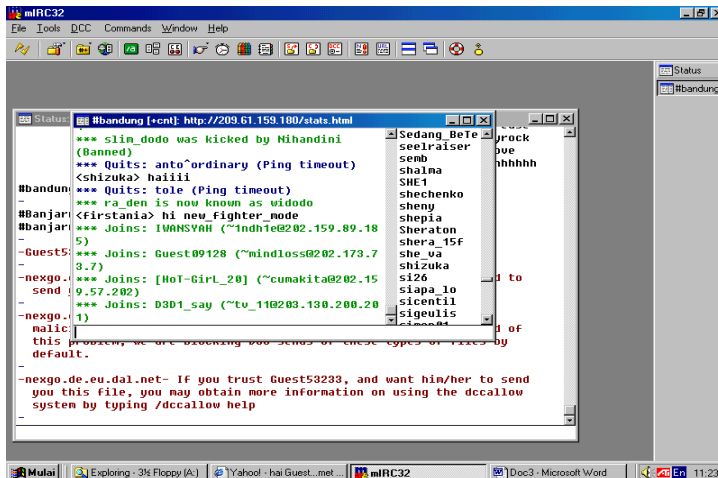 mIRC32
File Tools DCC Commands Window Help
Status
#bandung
Status:
#bandung [+cnt]: http://209.61.159.180/stats.html
*** slim_dodo was kicked by Nihandini
(Banned)
*** Quits: anto^ordinary (Ping timeout)
<shizuka> haiiii
*** Quits: tole (Ping timeout)
*** ra_den is now known as widodo
<firstania> hi new_fighter_mode
*** Joins: IWANSYAH (~1ndh1e@202.159.89.18
5)
*** Joins: Guest09128 (~mindloss@202.173.7
3.7)
*** Joins: [HoT-GirL_20] (~cumakita@202.15
9.57.202)
*** Joins: D3D1_say (~tv_11@203.130.200.20
1)
Sedang_BeTe
seelraiser
semb
shalma
SHE1
shechenko
sheny
shepia
Sheraton
shera_15f
she_va
shizuka
si26
siapa_lo
sicentil
sigeulis
#bandung
-
#Banjar
#banjar
-
-Guest5
-
-nexgo. d to
send
-
-nexgo. d of
malic
this problem, we are blocking DCC sends of these types of files by
default.
-
-nexgo.de.eu.dal.net- If you trust Guest53233, and want him/her to send
you this file, you may obtain more information on using the dccallow
system by typing /dccallow help
-
Mulai
Exploring - 3½ Floppy (A:)
Yahoo! - hai Guest...met ...
mIRC32
Doc3 - Microsoft Word
En
11:23